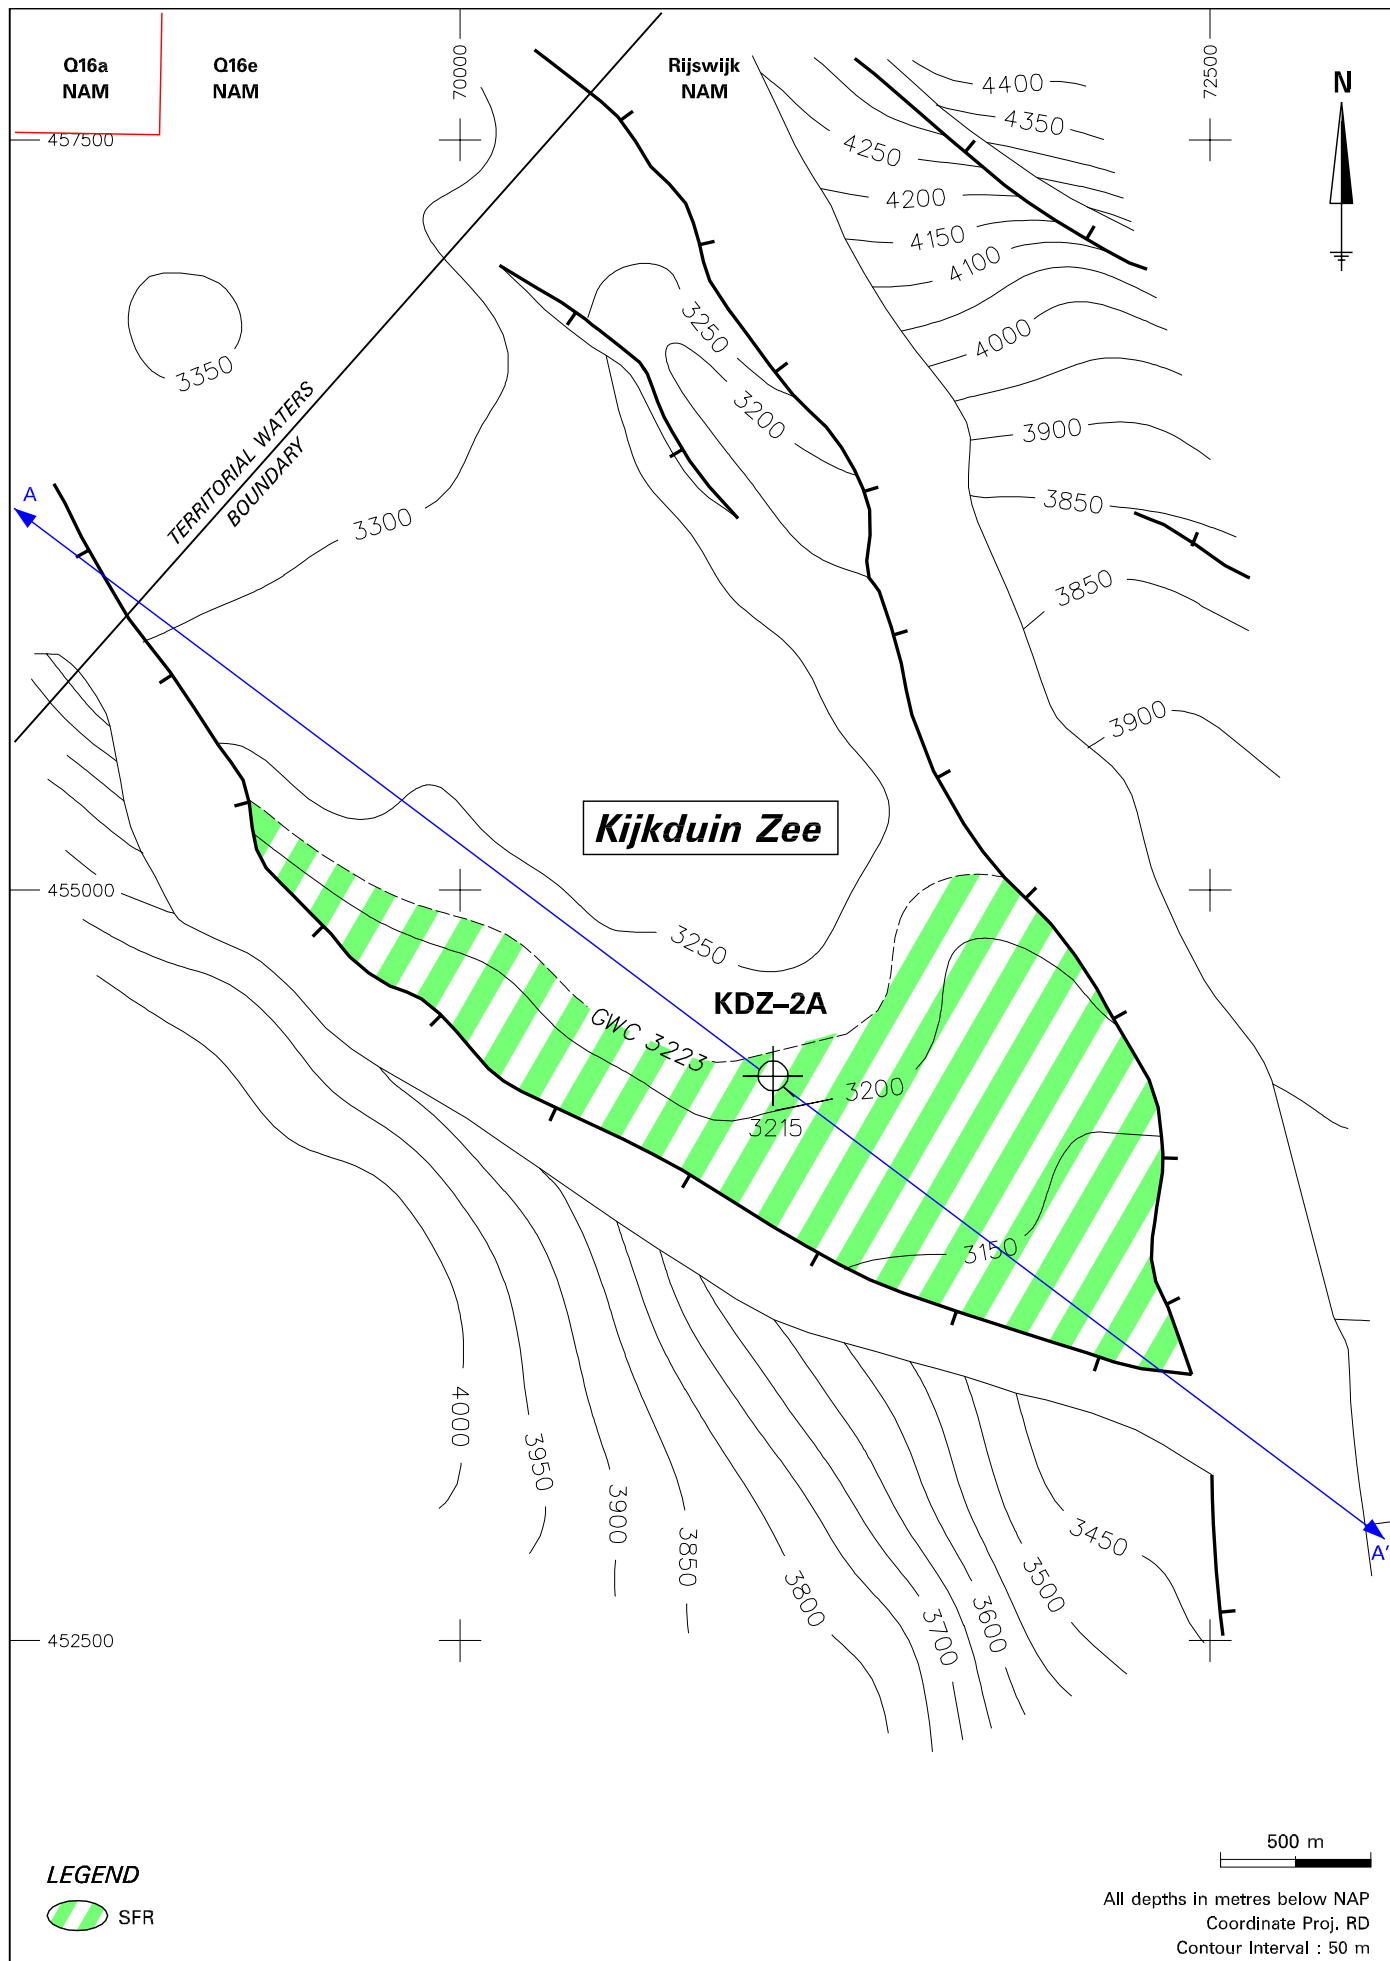 Q16a
NAM
Q16e
NAM
70000
Rijswijk
NAM
72500
N
457500
4400
4350
4250
4200
4150
4100
4000
3350
3250
3200
3900
3850
3850
3900
TERRITORIAL WATERS
BOUNDARY
A
3300
Kijkduin Zee
455000
3250
KDZ–2A
GWC 3223
3200
3215
3150
4000
3950
3900
3850
3800
3700
3600
3500
3450
A'
452500
500 m
LEGEND
SFR
All depths in metres below NAP
Coordinate Proj. RD
Contour Interval : 50 m